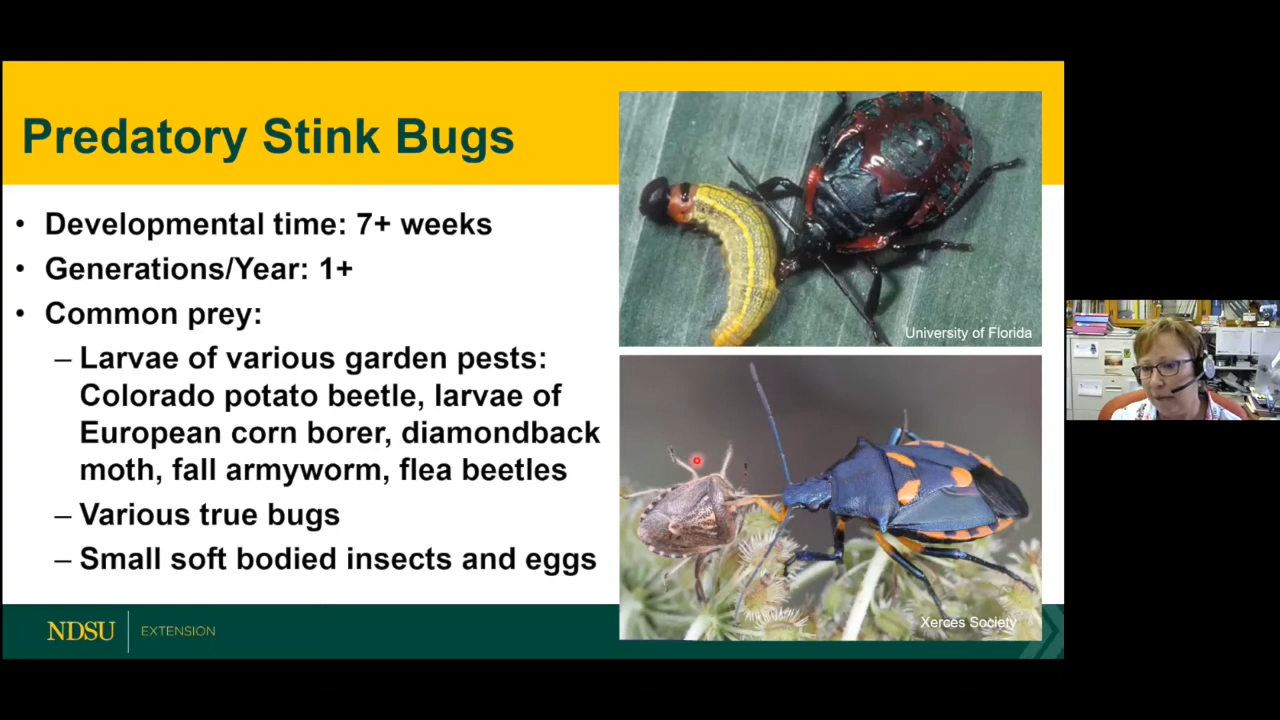 Predatory Stink Bugs
• Developmental time: 7+ weeks
• Generations/Year: 1+
• Common prey:
– Larvae of various garden pests:
Colorado potato beetle, larvae of
European corn borer, diamondback
moth, fall armyworm, flea beetles
– Various true bugs
– Small soft bodied insects and eggs
University of Florida
Xerces Society
NDSU EXTENSION